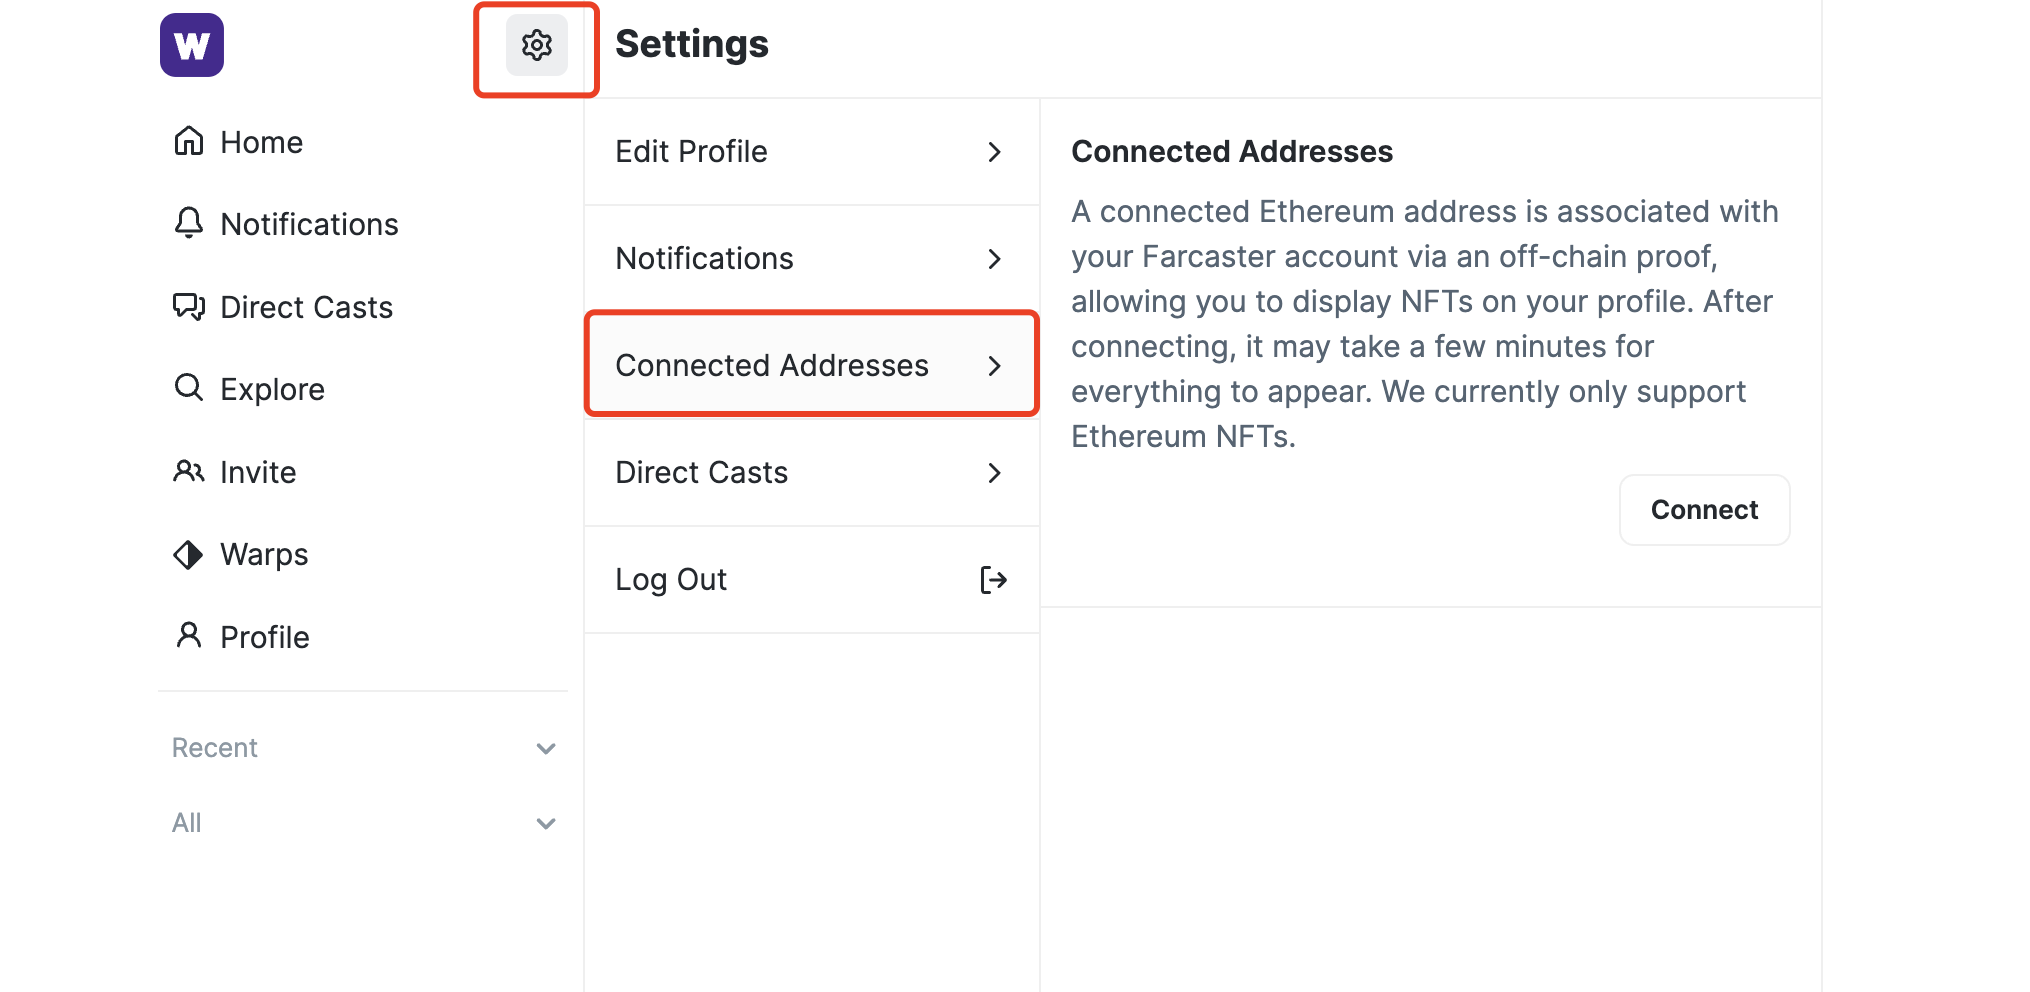 W
Settings
Home
Notifications
Direct Casts
Explore
Invite
Warps
Profile
Recent
All
Edit Profile
Notifications
Connected Addresses
Direct Casts
Log Out
Connected Addresses
A connected Ethereum address is associated with
your Farcaster account via an off-chain proof,
allowing you to display NFTs on your profile. After
connecting, it may take a few minutes for
everything to appear. We currently only support
Ethereum NFTs.
Connect